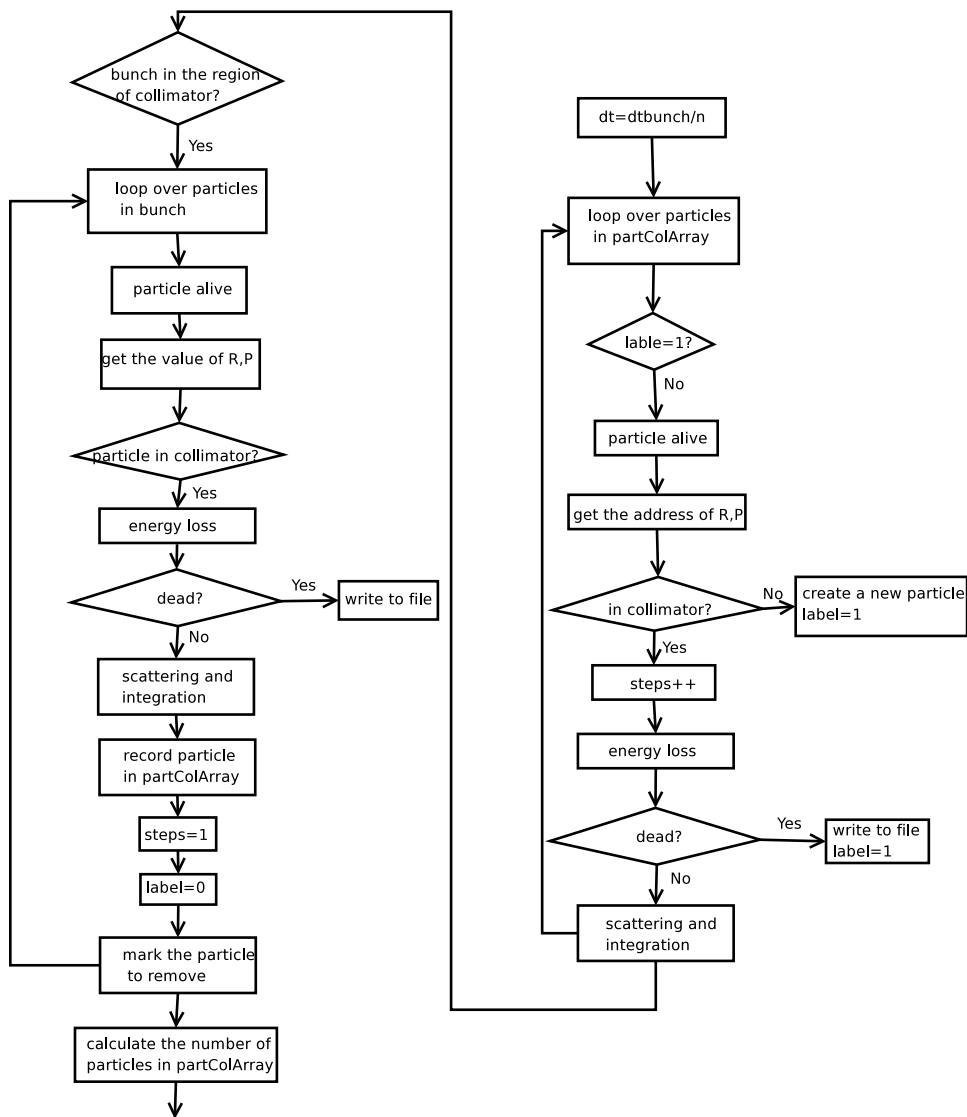 bunch in the region
of collimator?
Yes
loop over particles
in bunch
particle alive
get the value of R,P
particle in collimator?
Yes
energy loss
dead?
Yes
write to file
No
scattering and
integration
record particle
in partColArray
steps=1
label=0
mark the particle
to remove
calculate the number of
particles in partColArray
dt=dtbunch/n
loop over particles
in partColArray
lable=1?
No
particle alive
get the address of R,P
in collimator?
No
create a new particle
label=1
Yes
steps++
energy loss
dead?
Yes
write to file
label=1
No
scattering and
integration